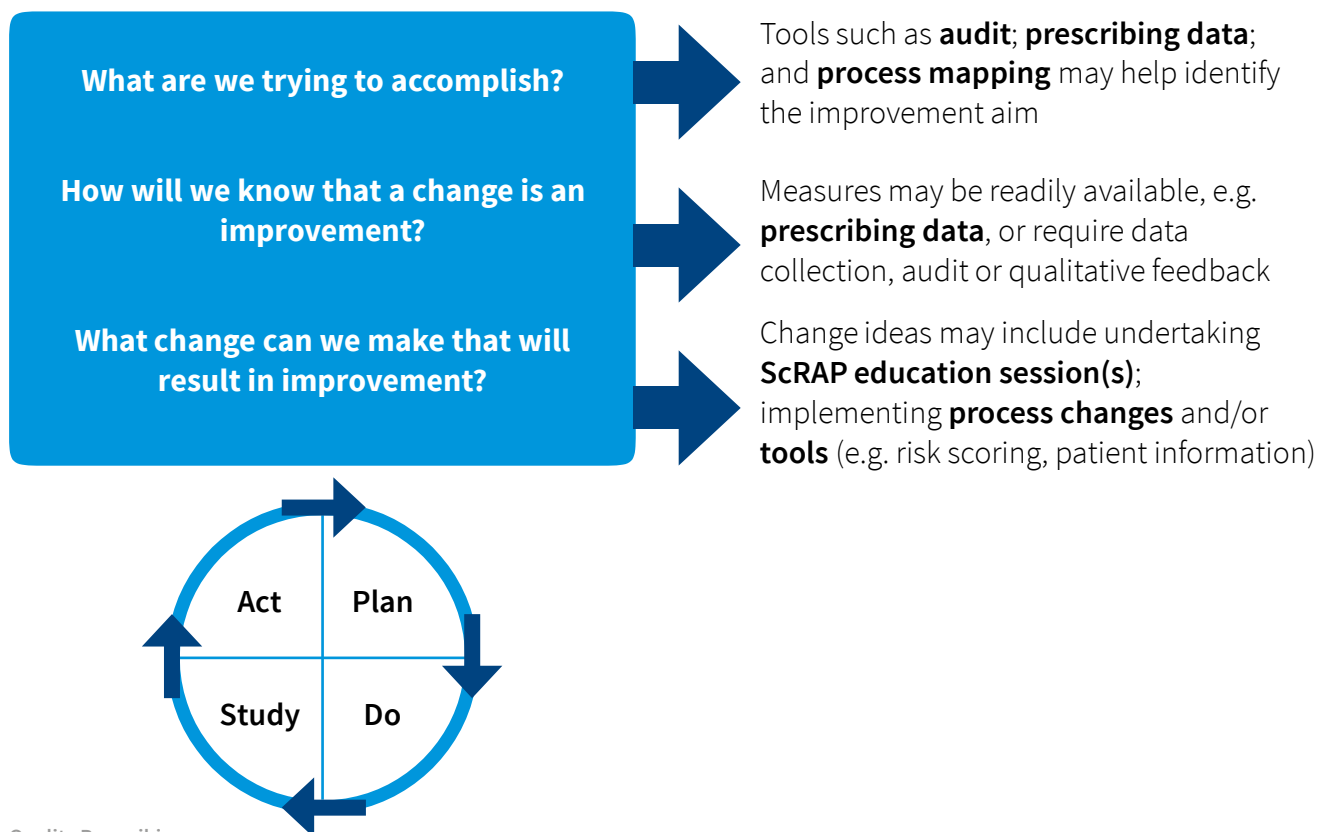 What are we trying to accomplish?
Tools such as audit; prescribing data;
and process mapping may help identify
the improvement aim
How will we know that a change is an
improvement?
Measures may be readily available, e.g.
prescribing data, or require data
collection, audit or qualitative feedback
What change can we make that will
result in improvement?
Change ideas may include undertaking
ScRAP education session(s);
implementing process changes and/or
tools (e.g. risk scoring, patient information)
Act
Plan
Study
Do